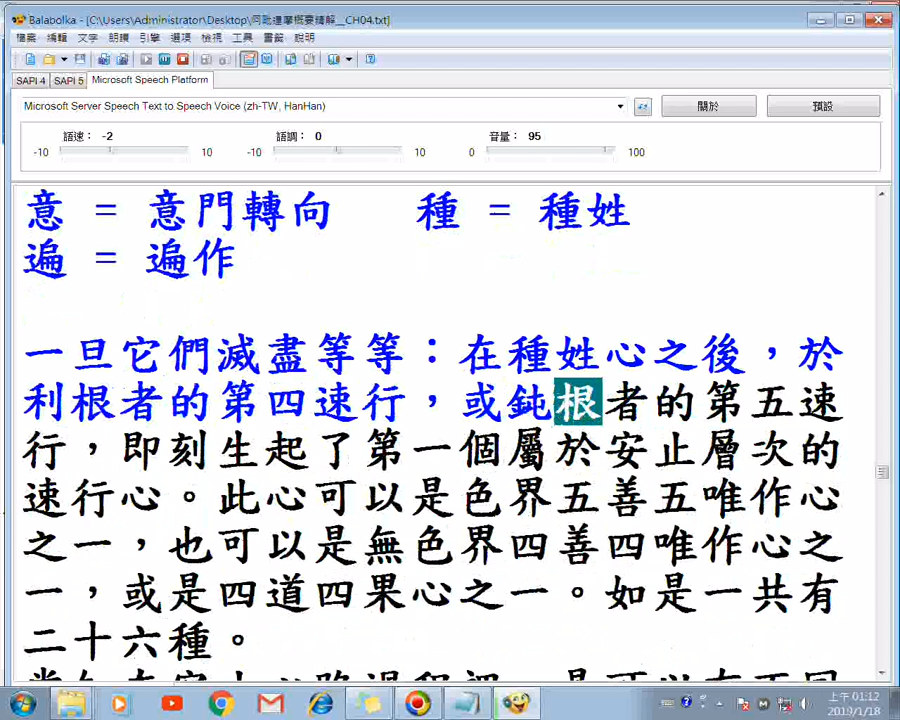 Balabolka - [C:\Users\Administrator\Desktop\阿毗達摩概要精解__CH04.txt]
檔案 編輯 文字 朗讀 引擎 選項 檢視 工具 書籤 說明
SAPI 4 SAPI 5 Microsoft Speech Platform
Microsoft Server Speech Text to Speech Voice (zh-TW, HanHan) 關於 預設
語速： -2 語調： 0 音量： 95
-10 10 -10 10 0 100
意 = 意門轉向 種 = 種姓
遍 = 遍作
一旦它們滅盡等等：在種姓心之後，於
利根者的第四速行，或鈍根者的第五速
行，即刻生起了第一個屬於安止層次的
速行心。此心可以是色界五善五唯作心
之一，也可以是無色界四善四唯作心之
一，或是四道四果心之一。如是一共有
二十六種。
上午 01:12
2019/1/18